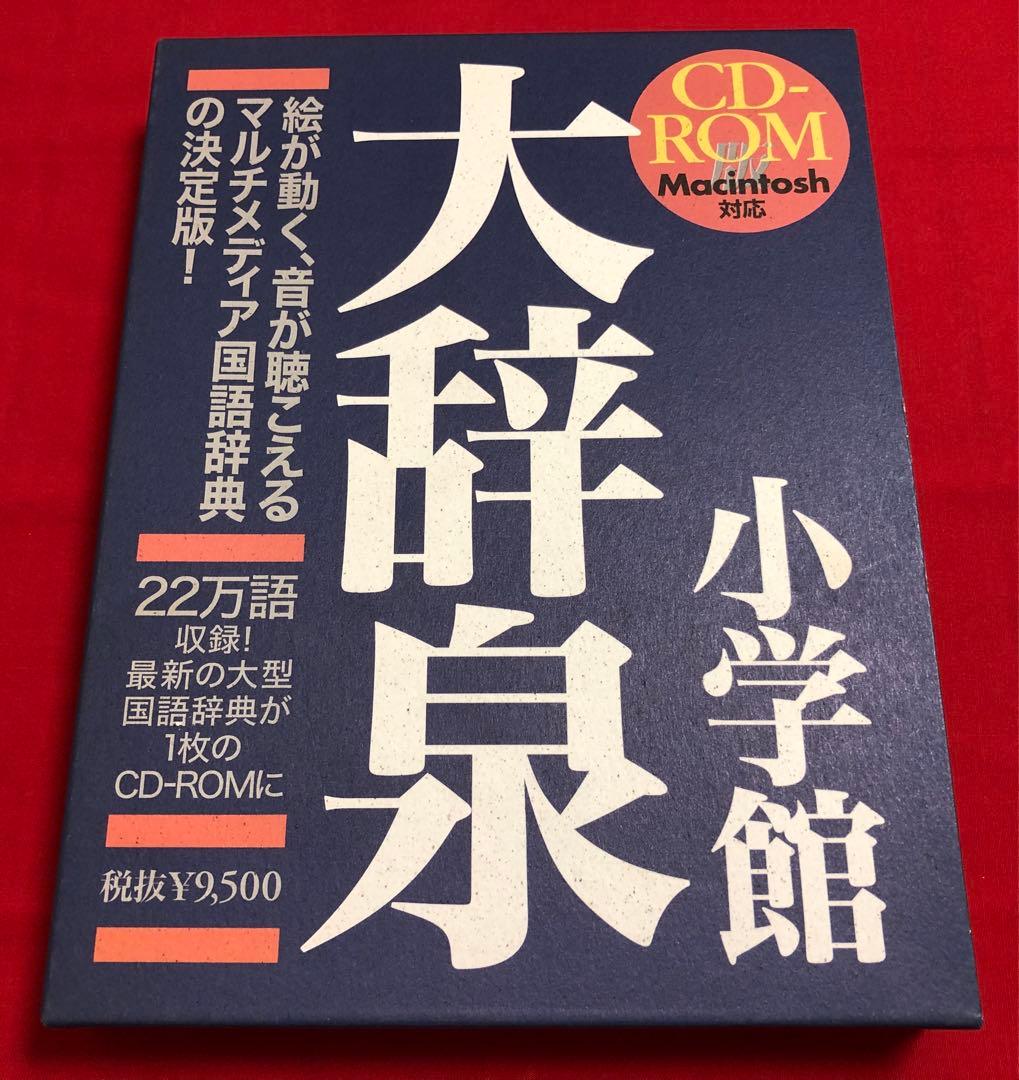 CD-
ROM
Macintosh
対応
小学館
大辞泉
絵が動く、音が聴こえる
マルチメディア国語辞典
の決定版！
22万語
収録！
最新の大型
国語辞典が
1枚の
CD-ROMに
税抜¥9,500